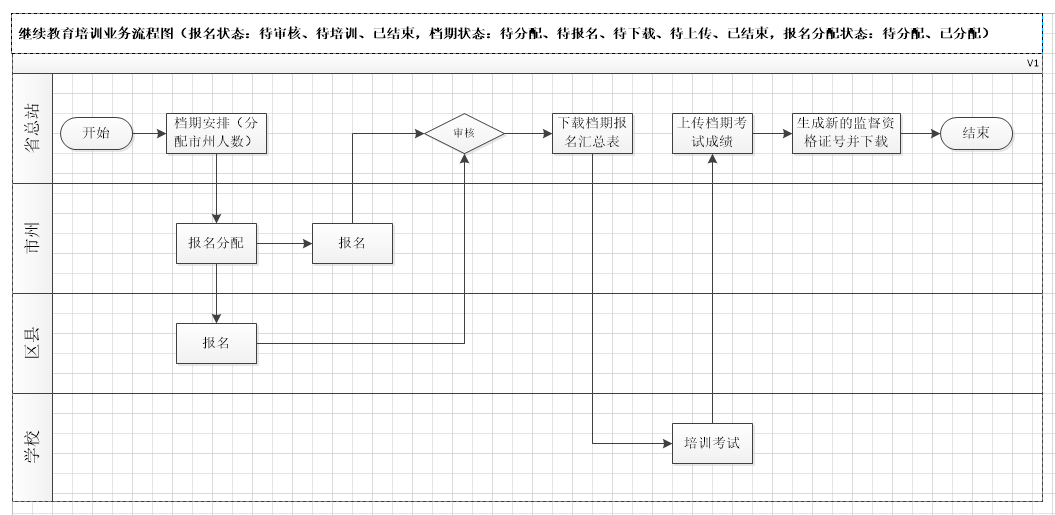 继续教育培训业务流程图（报名状态：待审核、待培训、已结束，档期状态：待分配、待报名、待下载、待上传、已结束，报名分配状态：待分配、已分配）
V1
省总站
开始
档期安排（分
配市州人数）
审核
下载档期报
名汇总表
上传档期考
试成绩
生成新的监督资
格证号并下载
结束
市州
报名分配
报名
区县
报名
学校
培训考试